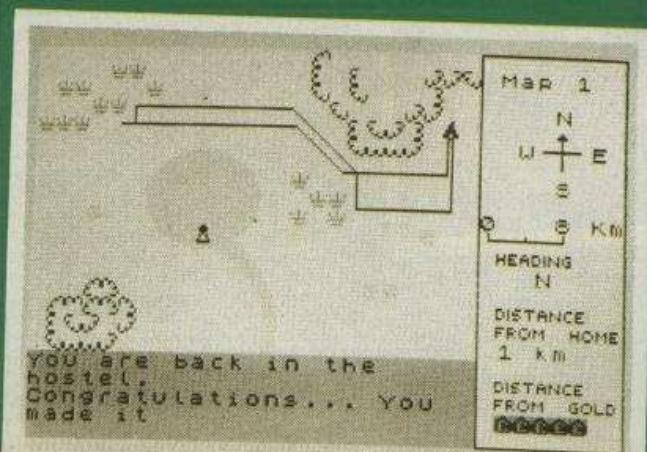 Map 1
N
W E
S
0 8 Km
HEADING
N
DISTANCE
FROM HOME
1 Km
DISTANCE
FROM GOLD
£££££
You are back in the
hostel.
Congratulations... You
made it